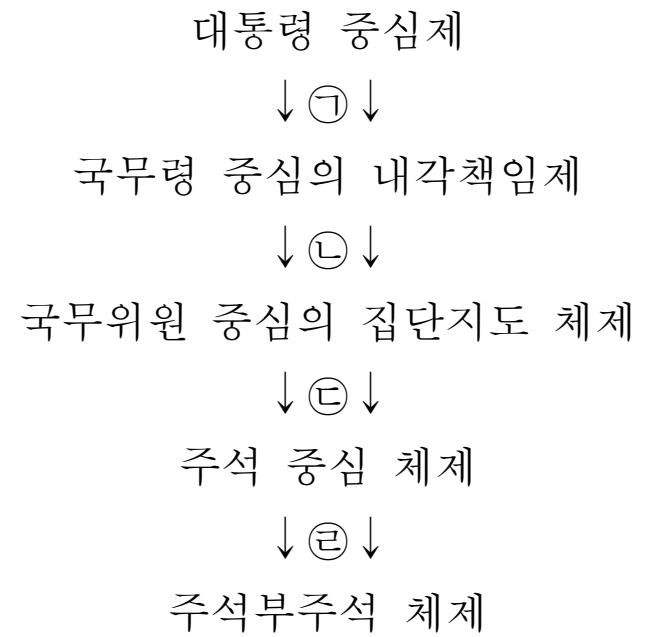 대통령 중심제
↓㉠↓
국무령 중심의 내각책임제
↓㉡↓
국무위원 중심의 집단지도 체제
↓㉢↓
주석 중심 체제
↓㉣↓
주석부주석 체제